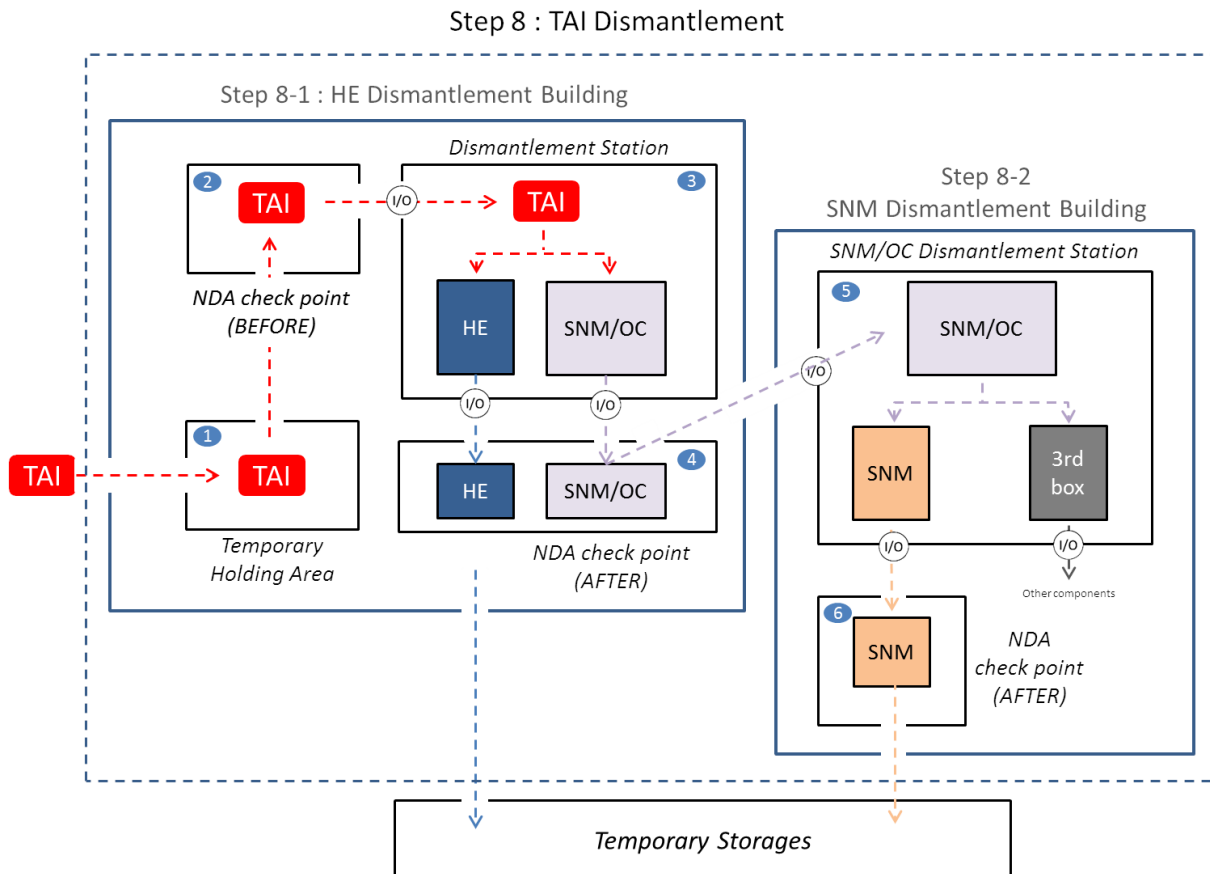 Step 8 : TAI Dismantlement
Step 8-1 : HE Dismantlement Building
Dismantlement Station
2
TAI
I/O
3
TAI
NDA check point
(BEFORE)
HE
SNM/OC
I/O
I/O
1
TAI
TAI
Temporary
Holding Area
4
HE
SNM/OC
NDA check point
(AFTER)
Step 8-2
SNM Dismantlement Building
SNM/OC Dismantlement Station
5
SNM/OC
I/O
SNM
3rd
box
I/O
I/O
Other components
6
SNM
NDA
check point
(AFTER)
Temporary Storages